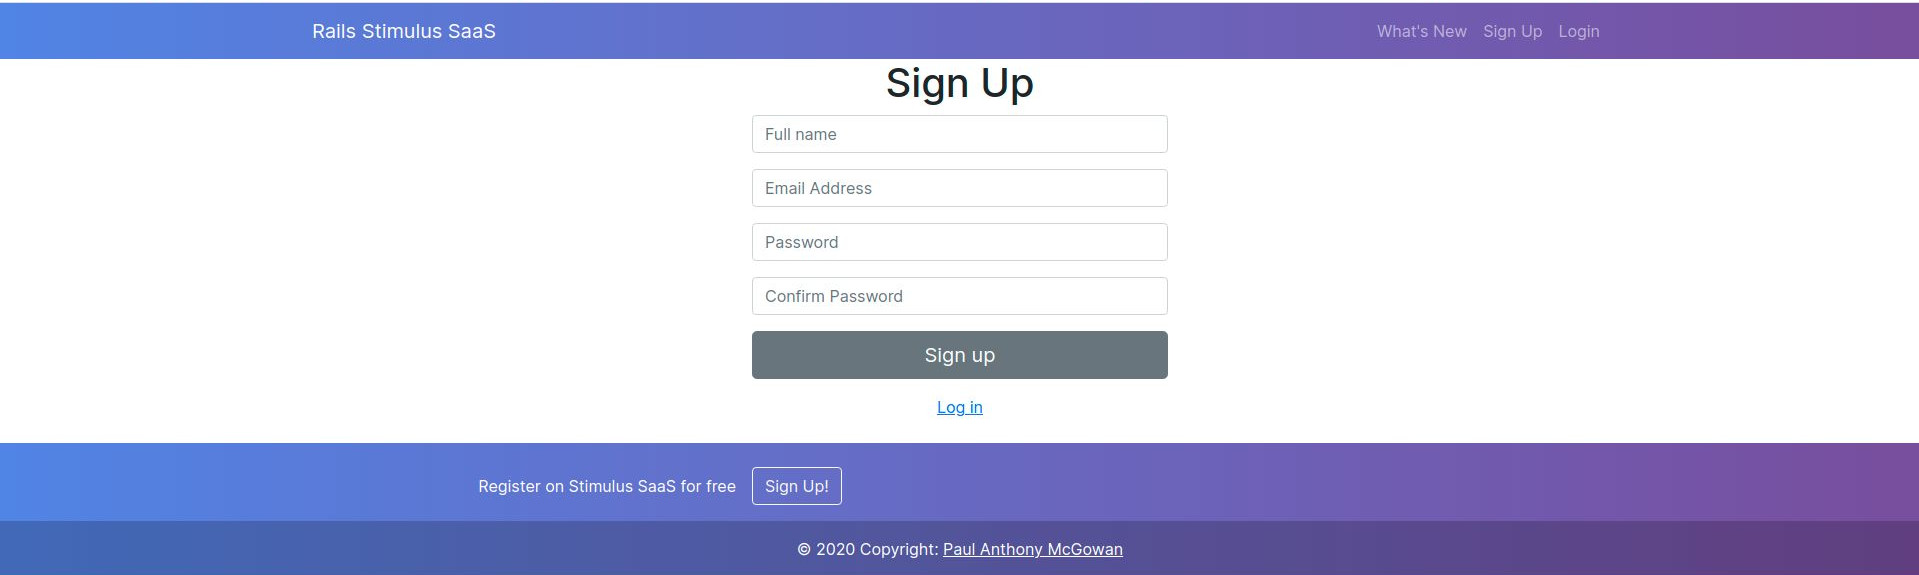 Rails Stimulus SaaS What's New Sign Up Login
Sign Up
Full name
Email Address
Password
Confirm Password
Sign up
Log in
Register on Stimulus SaaS for free Sign Up!
© 2020 Copyright: Paul Anthony McGowan